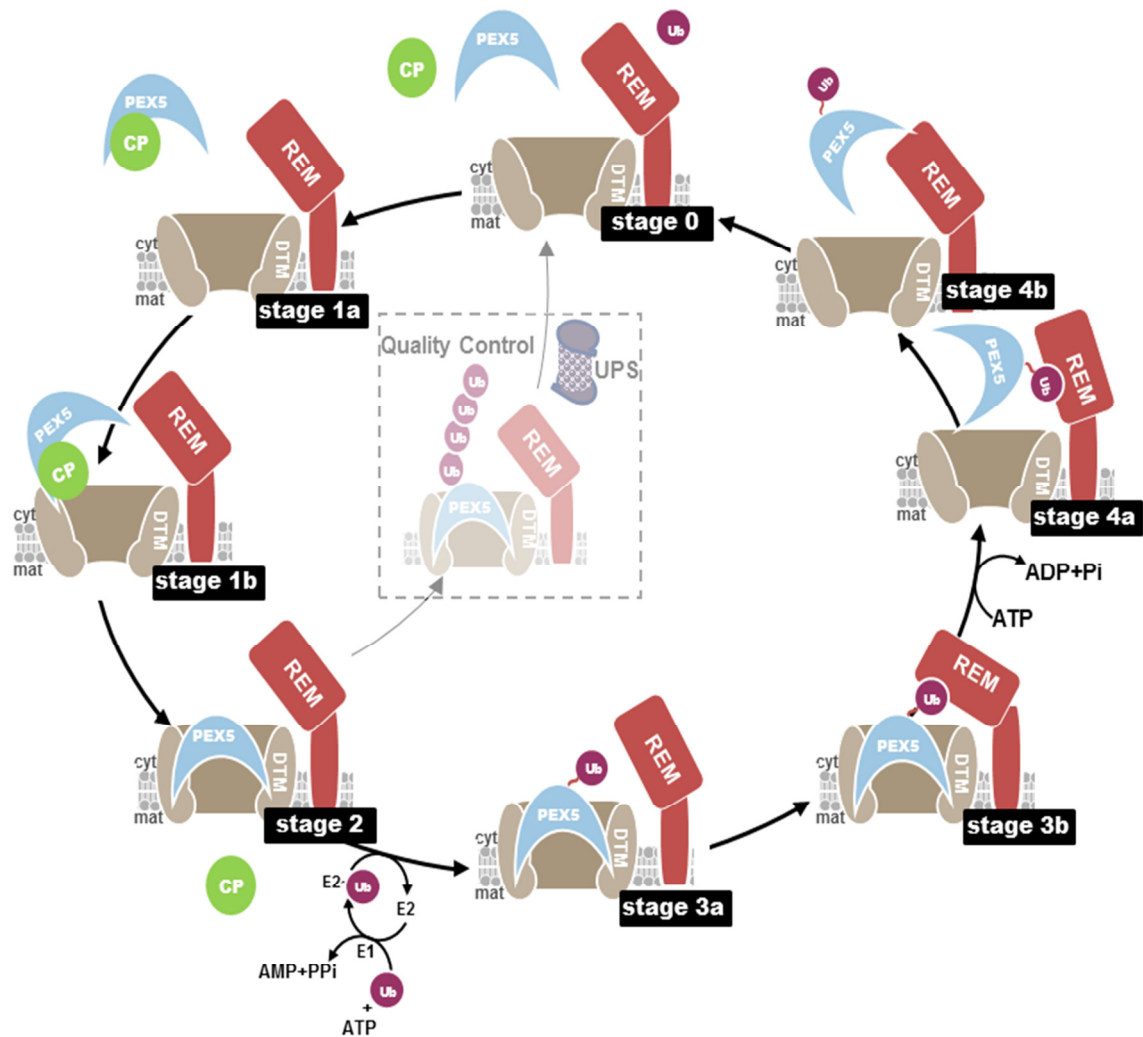 PEX5
CP
Ub
REM
DTM
cyt
mat
stage 0
PEX5
CP
REM
DTM
cyt
mat
stage 1a
PEX5
CP
REM
DTM
cyt
mat
stage 1b
PEX5
REM
DTM
cyt
mat
stage 2
CP
E2-
Ub
E2
E1
AMP+PPi
Ub
+
ATP
Quality Control
UPS
Ub
Ub
Ub
Ub
PEX5
REM
DTM
Ub
PEX5
REM
DTM
cyt
mat
stage 3a
Ub
PEX5
REM
DTM
cyt
mat
stage 3b
ADP+Pi
ATP
PEX5
Ub
REM
DTM
cyt
mat
stage 4a
Ub
PEX5
REM
DTM
cyt
mat
stage 4b